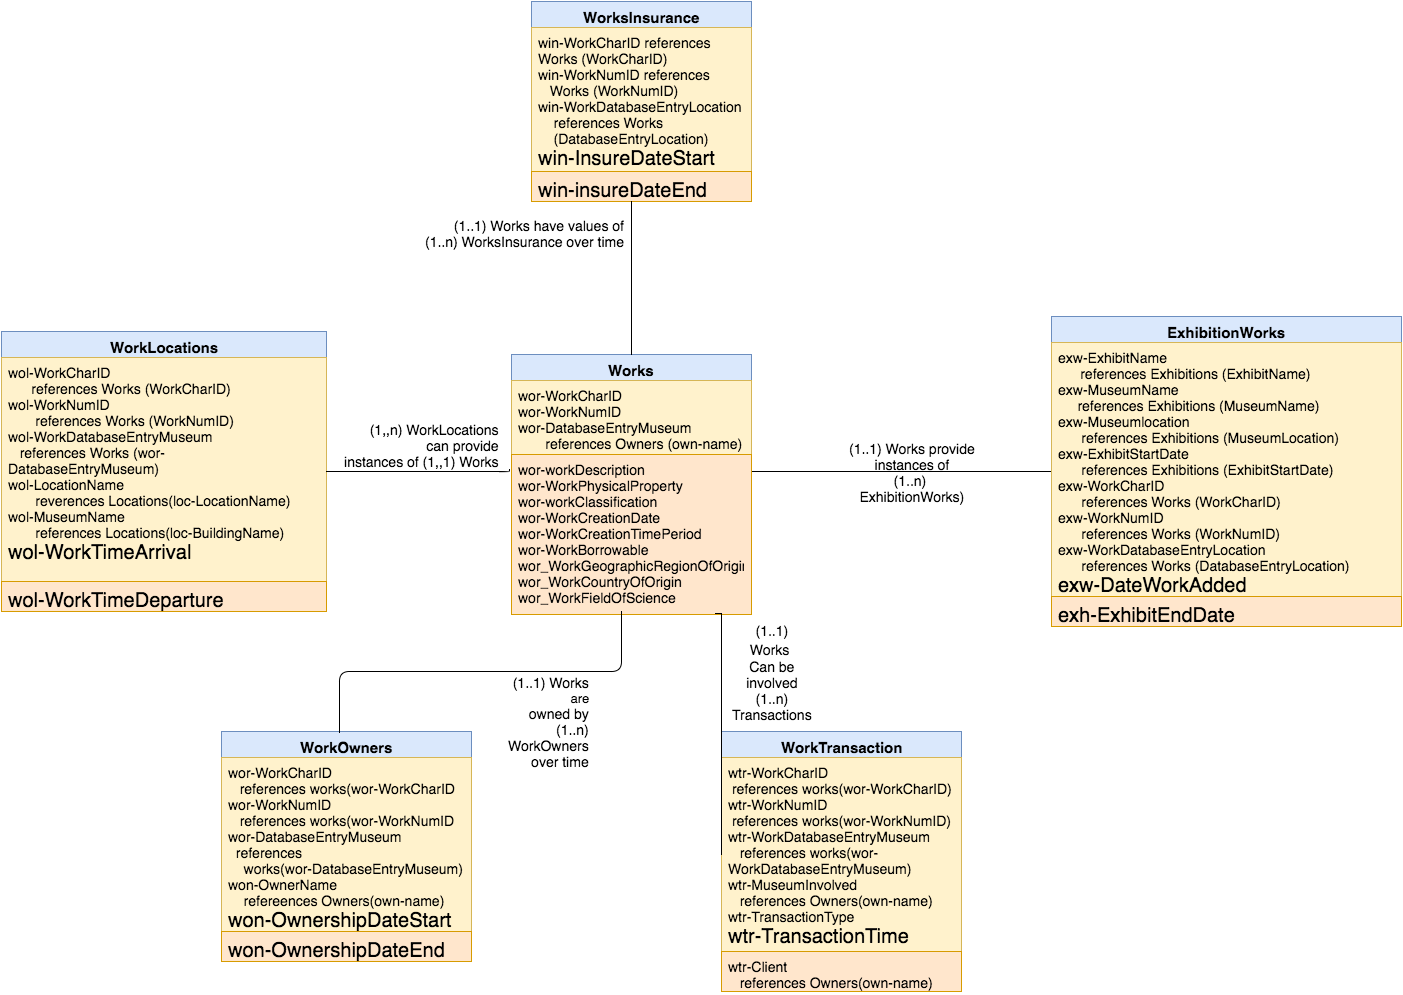 WorksInsurance
win-WorkCharID references
Works (WorkCharID)
win-WorkNumID references
Works (WorkNumID)
win-WorkDatabaseEntryLocation
references Works
(DatabaseEntryLocation)
win-InsureDateStart
win-insureDateEnd
(1..1) Works have values of
(1..n) WorksInsurance over time
WorkLocations
wol-WorkCharID
references Works (WorkCharID)
wol-WorkNumID
references Works (WorkNumID)
wol-WorkDatabaseEntryMuseum
references Works (wor-
DatabaseEntryMuseum)
wol-LocationName
reverences Locations(loc-LocationName)
wol-MuseumName
references Locations(loc-BuildingName)
wol-WorkTimeArrival
wol-WorkTimeDeparture
(1,,n) WorkLocations
can provide
instances of (1,,1) Works
Works
wor-WorkCharID
wor-WorkNumID
wor-DatabaseEntryMuseum
references Owners (own-name)
wor-workDescription
wor-WorkPhysicalProperty
wor-workClassification
wor-WorkCreationDate
wor-WorkCreationTimePeriod
wor-WorkBorrowable
wor_WorkGeographicRegionOfOrigi
wor_WorkCountryOfOrigin
wor_WorkFieldOfScience
(1..1) Works provide
instances of
(1..n)
ExhibitionWorks)
ExhibitionWorks
exw-ExhibitName
references Exhibitions (ExhibitName)
exw-MuseumName
references Exhibitions (MuseumName)
exw-Museumlocation
references Exhibitions (MuseumLocation)
exw-ExhibitStartDate
references Exhibitions (ExhibitStartDate)
exw-WorkCharID
references Works (WorkCharID)
exw-WorkNumID
references Works (WorkNumID)
exw-WorkDatabaseEntryLocation
references Works (DatabaseEntryLocation)
exw-DateWorkAdded
exh-ExhibitEndDate
(1..1) Works
are
owned by
(1..n)
WorkOwners
over time
(1..1)
Works
Can be
involved
(1..n)
Transactions
WorkOwners
wor-WorkCharID
references works(wor-WorkCharID
wor-WorkNumID
references works(wor-WorkNumID
wor-DatabaseEntryMuseum
references
works(wor-DatabaseEntryMuseum)
won-OwnerName
refereences Owners(own-name)
won-OwnershipDateStart
won-OwnershipDateEnd
WorkTransaction
wtr-WorkCharID
references works(wor-WorkCharID)
wtr-WorkNumID
references works(wor-WorkNumID)
wtr-WorkDatabaseEntryMuseum
references works(wor-
WorkDatabaseEntryMuseum)
wtr-MuseumInvolved
references Owners(own-name)
wtr-TransactionType
wtr-TransactionTime
wtr-Client
references Owners(own-name)